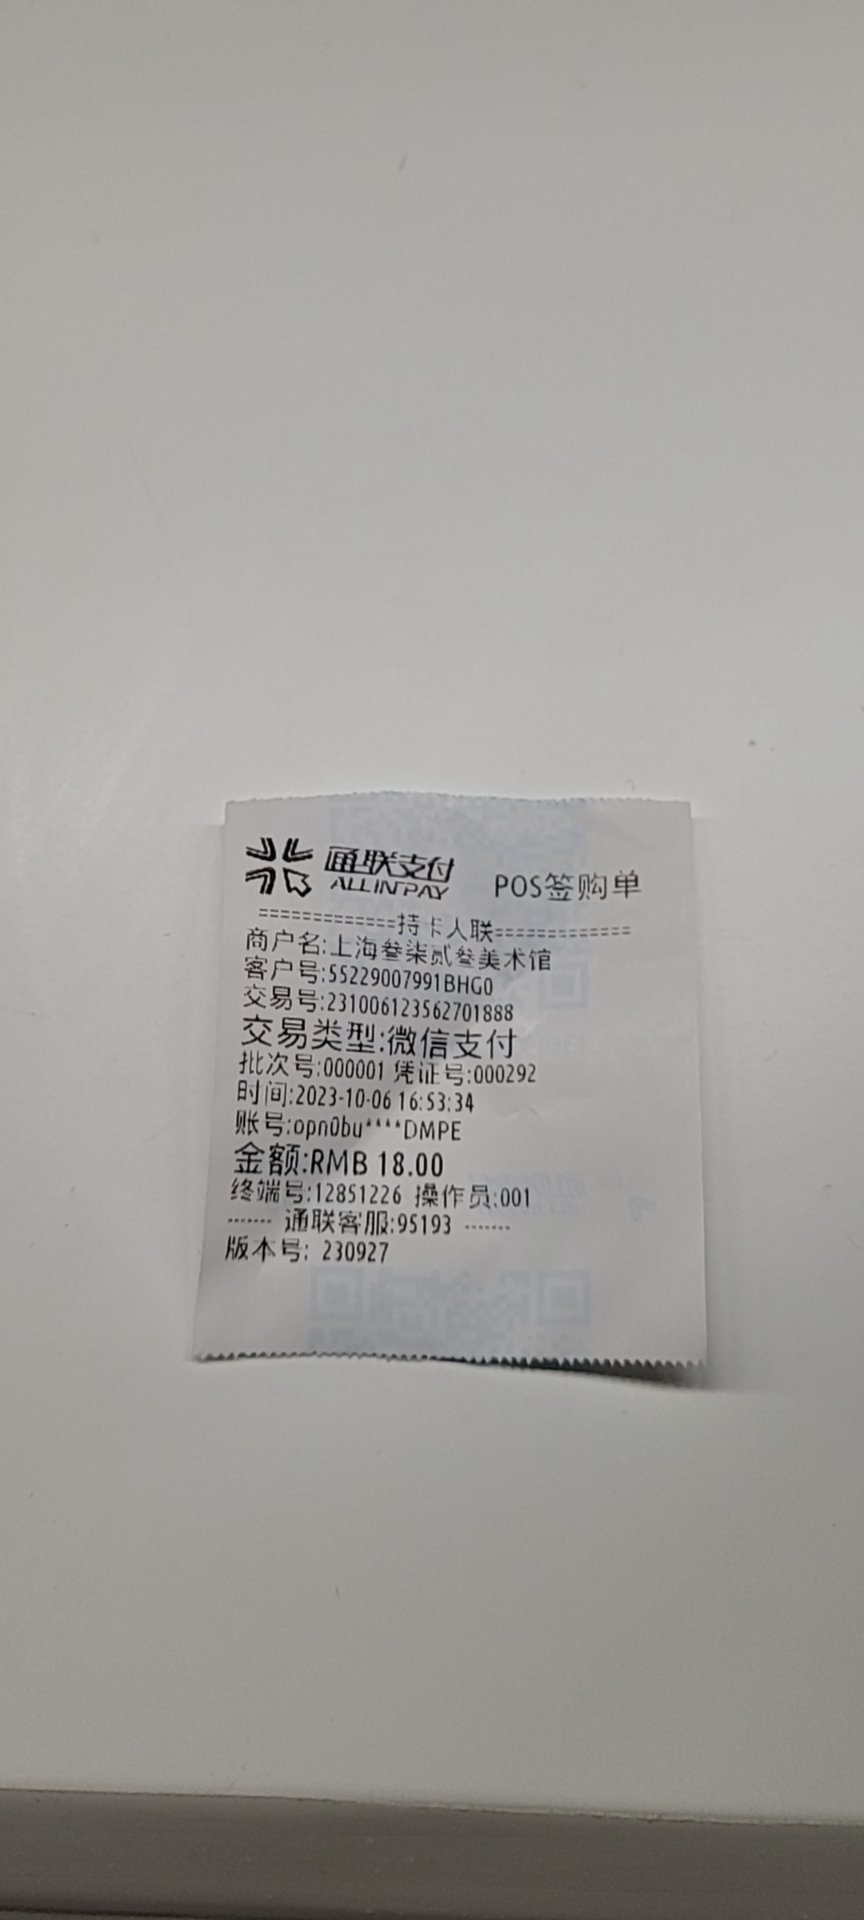 通联支付
ALLINPAY
POS签购单
=============持卡人联=============
商户名:上海叁柒贰叁美术馆
客户号:55229007991BHG0
交易号:231006123562701888
交易类型:微信支付
批次号:000001 凭证号:000292
时间:2023-10-06 16:53:34
账号:opn0bu****DMPE
金额:RMB 18.00
终端号:12851226 操作员:001
------- 通联客服:95193 -------
版本号: 230927